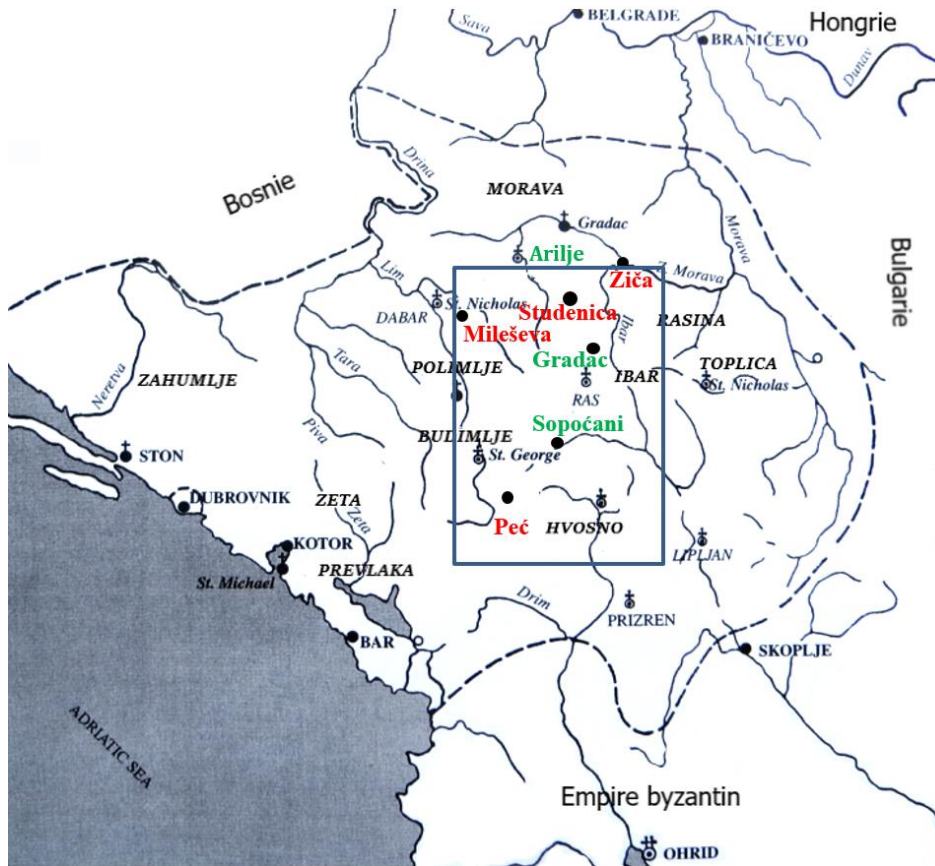 BELGRADE
Hongrie
Sava
BRANIČEVO
Dunav
Drina
Bosnie
MORAVA
Gradac
Morava
Arilje
Bulgarie
Lim
Z. Morava
Žiča
St. Nicholas
DABAR
Studenica
Mileševa
Ibar
RASINA
Tara
Gradac
POLIMLJE
IBAR
TOPLICA
St. Nicholas
ZAHUMLJE
Neretva
RAS
Piva
Sopoćani
BULIMLJE
St. George
STON
DUBROVNIK
ZETA
Zeta
Peć
HVOSNO
KOTOR
LIPLJAN
PREVLAKA
St. Michael
Drim
PRIZREN
BAR
SKOPLJE
ADRIATIC SEA
Empire byzantin
OHRID